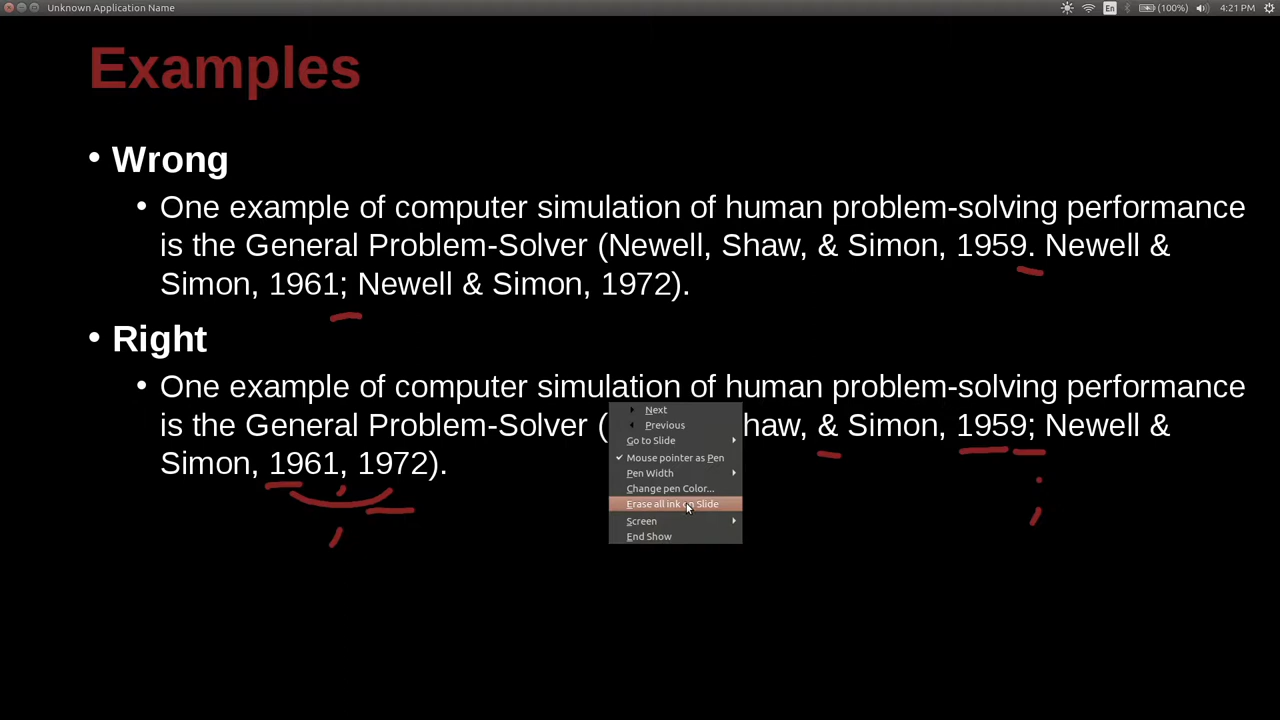 Unknown Application Name
En
(100%)
4:21 PM
Examples
• Wrong
• One example of computer simulation of human problem-solving performance
is the General Problem-Solver (Newell, Shaw, & Simon, 1959. Newell &
Simon, 1961; Newell & Simon, 1972).
• Right
• One example of computer simulation of human problem-solving performance
is the General Problem-Solver ( haw, & Simon, 1959; Newell &
Simon, 1961, 1972).
Next
Previous
Go to Slide
Mouse pointer as Pen
Pen Width
Change pen Color...
Erase all ink on Slide
Screen
End Show